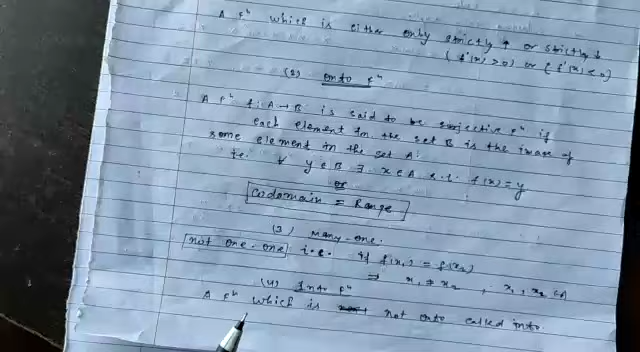 A fⁿ which is either only strictly ↑ or strictly ↓
(f'(x) > 0) or (f'(x) < 0)
(2) onto fⁿ
A fⁿ f: A→B is said to be surjective fⁿ if
each element in the set B is the image of
some element in the set A.
i.e. ∀ y ∈ B ∃ x ∈ A s.t. f(x) = y
or
Codomain = Range
(3) many-one.
not one-one i.e. if f(x₁) = f(x₂)
⇒ x₁ ≠ x₂ , x₁, x₂ ∈ A
(4) Into fⁿ
A fⁿ which is not onto called into.